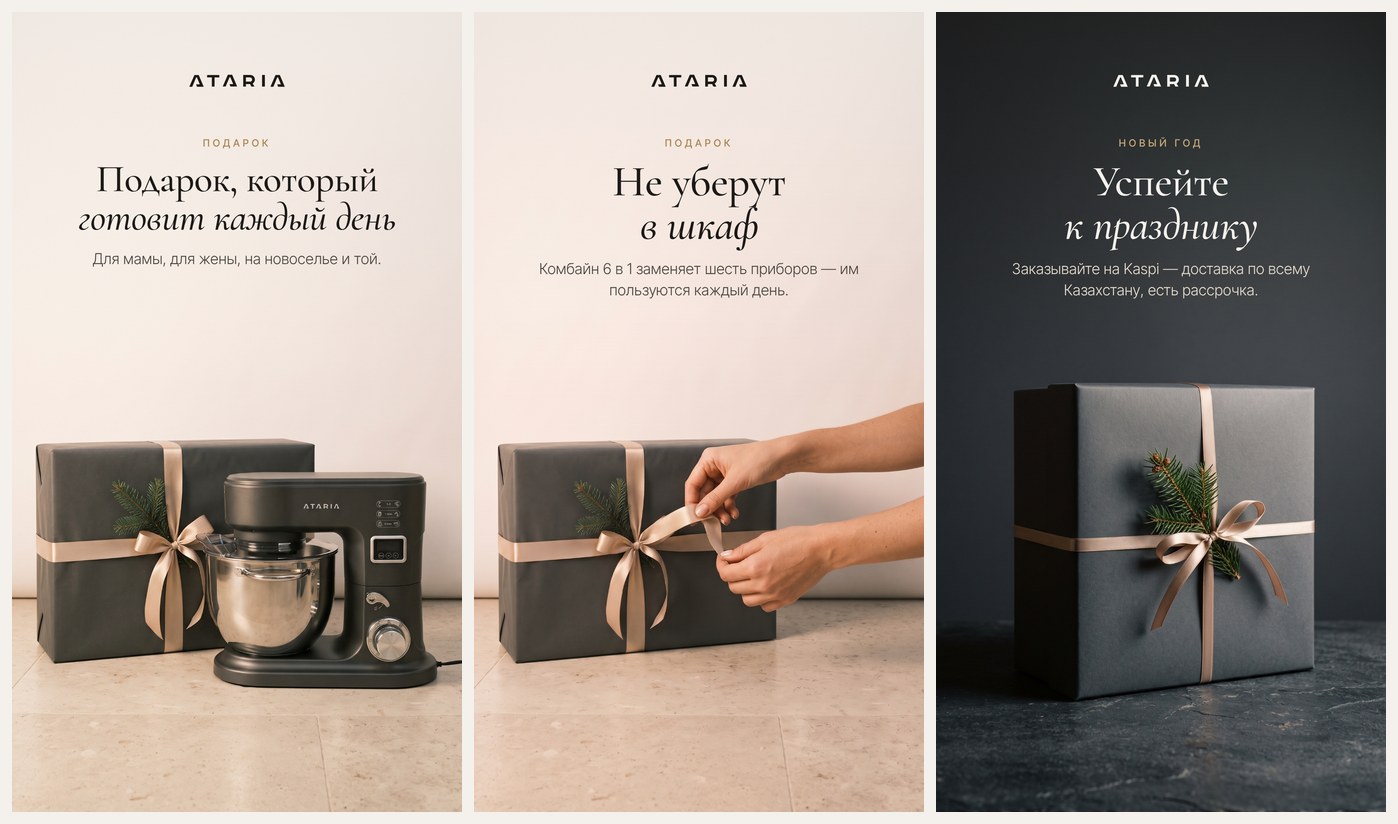 ATARIA
ПОДАРОК
Подарок, который
готовит каждый день
Для мамы, для жены, на новоселье и той.
ATARIA
ATARIA
ПОДАРОК
Не уберут
в шкаф
Комбайн 6 в 1 заменяет шесть приборов — им
пользуются каждый день.
ATARIA
НОВЫЙ ГОД
Успейте
к празднику
Заказывайте на Kaspi — доставка по всему
Казахстану, есть рассрочка.